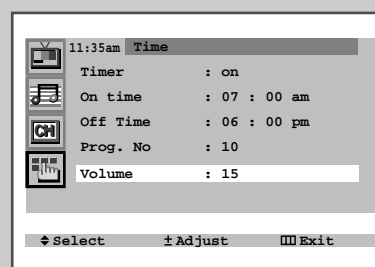 11:35am Time
Timer : on
On time : 07 : 00 am
Off Time : 06 : 00 pm
CH
Prog. No : 10
Volume : 15
Select ± Adjust Exit